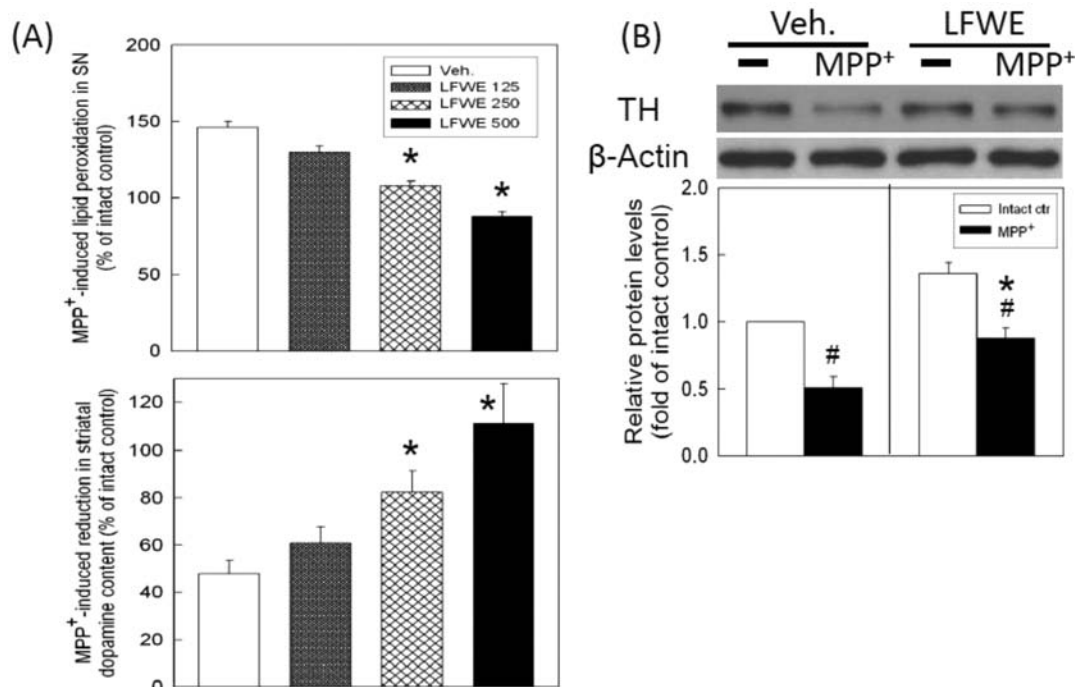 (A)
200
150
100
50
0
MPP+-induced lipid peroxidation in SN
(% of intact control)
Veh.
LFWE 125
LFWE 250
LFWE 500
*
*
120
100
80
60
40
20
0
MPP+-induced reduction in striatal
dopamine content (% of intact control)
*
*
(B)
Veh. LFWE
- MPP+ - MPP+
TH
β-Actin
2.0
1.5
1.0
0.5
0.0
Relative protein levels
(fold of intact control)
Intact ctr
MPP+
#
*
#